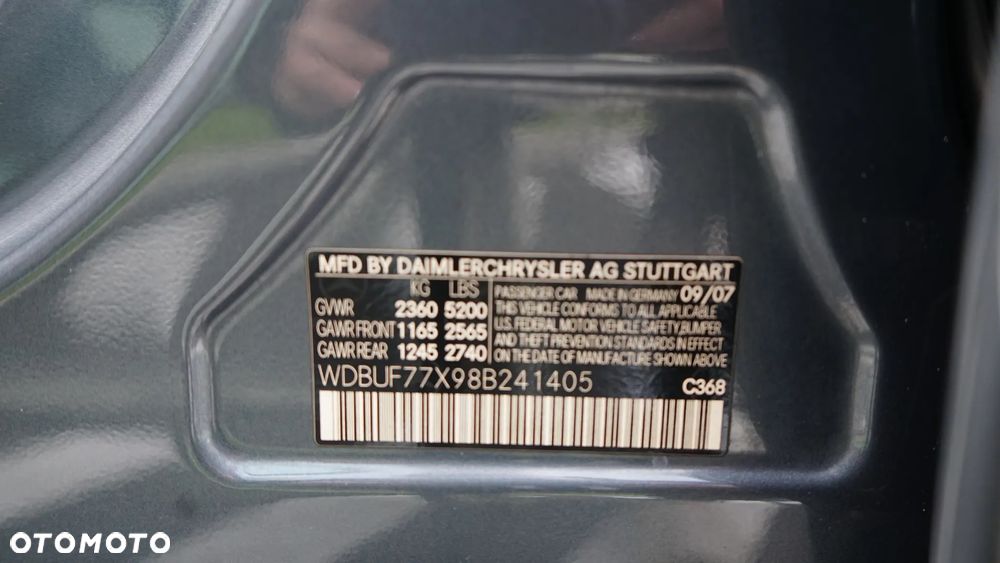 MFD BY DAIMLERCHRYSLER AG STUTTGART
KG LBS
GVWR 2360 5200
GAWR FRONT 1165 2565
GAWR REAR 1245 2740
PASSENGER CAR MADE IN GERMANY 09/07
THIS VEHICLE CONFORMS TO ALL APPLICABLE
U.S. FEDERAL MOTOR VEHICLE SAFETY, BUMPER
AND THEFT PREVENTION STANDARDS IN EFFECT
ON THE DATE OF MANUFACTURE SHOWN ABOVE
WDBUF77X98B241405 C368
OTOMOTO